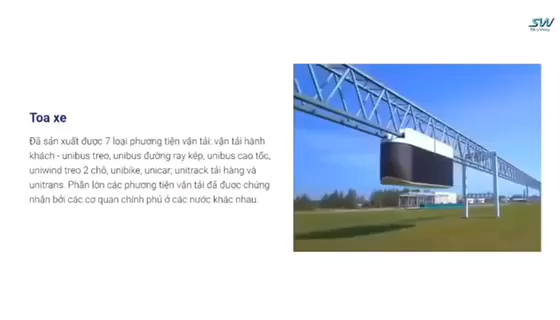 SW
Toa xe
Đã sản xuất được 7 loại phương tiện vận tải: vận tải hành
khách - unibus treo, unibus đường ray kép, unibus cao tốc,
uniwind treo 2 chỗ, unibike, unicar; unitrack tải hàng và
unitrans. Phần lớn các phương tiện vận tải đã được chứng
nhận bởi các cơ quan chính phủ ở các nước khác nhau.